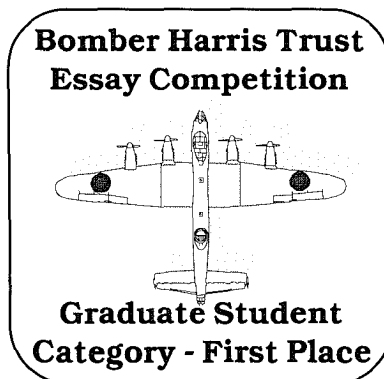 Bomber Harris Trust
Essay Competition
Graduate Student
Category - First Place